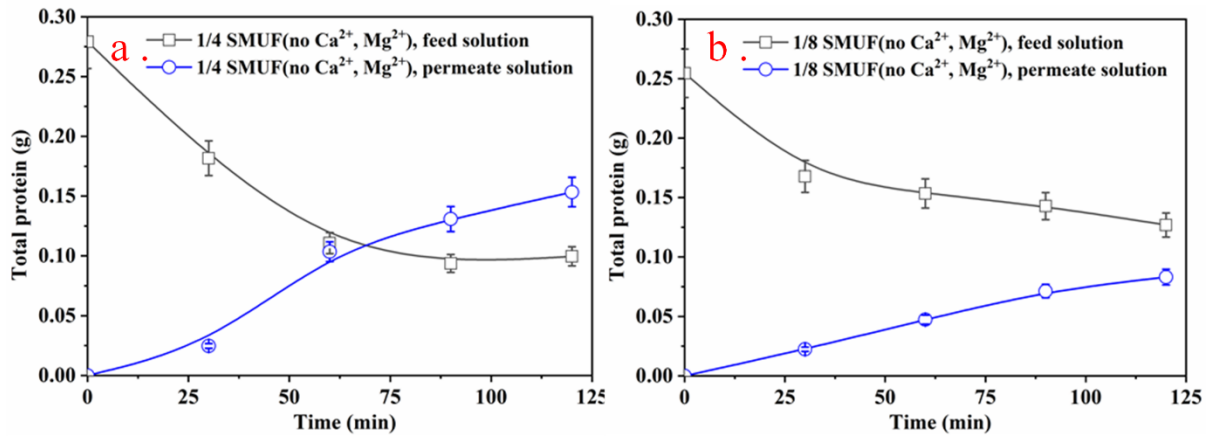 a .
1/4 SMUF(no Ca²⁺, Mg²⁺), feed solution
1/4 SMUF(no Ca²⁺, Mg²⁺), permeate solution
Total protein (g)
0.30
0.25
0.20
0.15
0.10
0.05
0.00
0 25 50 75 100 125
Time (min)
b .
1/8 SMUF(no Ca²⁺, Mg²⁺), feed solution
1/8 SMUF(no Ca²⁺, Mg²⁺), permeate solution
Total protein (g)
0.30
0.25
0.20
0.15
0.10
0.05
0.00
0 25 50 75 100 125
Time (min)